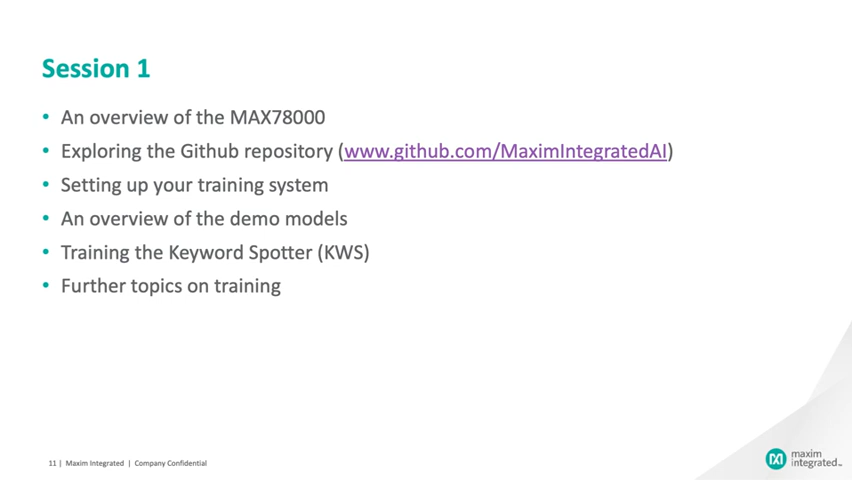 Session 1
• An overview of the MAX78000
• Exploring the Github repository (www.github.com/MaximIntegratedAI)
• Setting up your training system
• An overview of the demo models
• Training the Keyword Spotter (KWS)
• Further topics on training
11 | Maxim Integrated | Company Confidential
maxim
integrated™